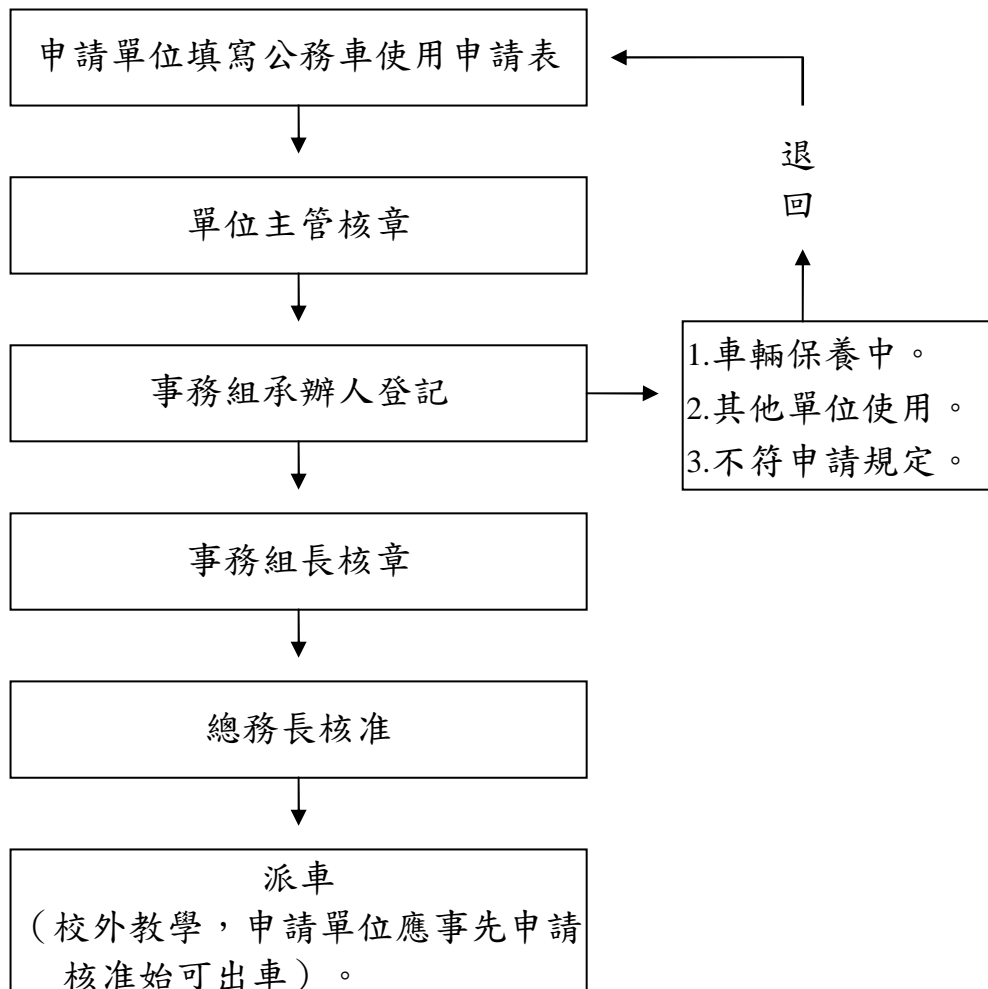 申請單位填寫公務車使用申請表
退
回
單位主管核章
事務組承辦人登記
1.車輛保養中。
2.其他單位使用。
3.不符申請規定。
事務組長核章
總務長核准
派車
（校外教學，申請單位應事先申請
核准始可出車）。